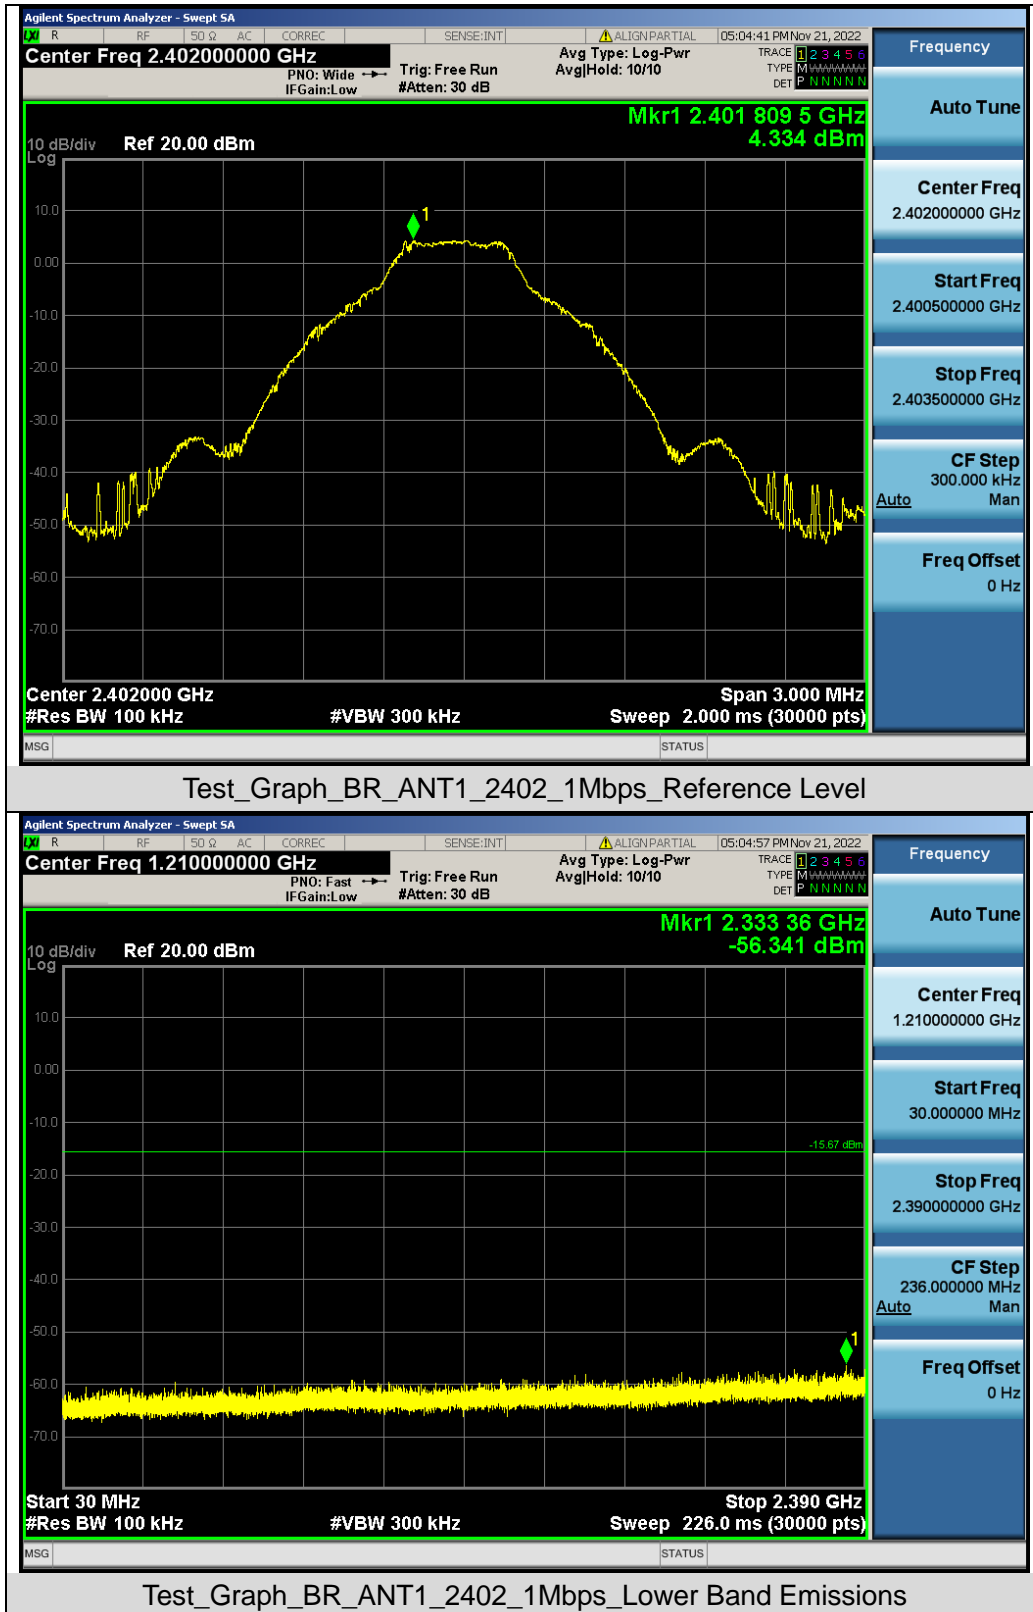 Agilent Spectrum Analyzer - Swept SA
LXI R RF 50 Ω AC CORREC SENSE:INT ALIGN PARTIAL 05:04:41 PM Nov 21, 2022
Center Freq 2.402000000 GHz
PNO: Wide
IFGain:Low
Trig: Free Run
#Atten: 30 dB
Avg Type: Log-Pwr
Avg|Hold: 10/10
TRACE 1 2 3 4 5 6
TYPE M WWWWW
DET P N N N N N
Mkr1 2.401 809 5 GHz
4.334 dBm
10 dB/div Ref 20.00 dBm
Log
1
10.0
0.00
-10.0
-20.0
-30.0
-40.0
-50.0
-60.0
-70.0
Center 2.402000 GHz Span 3.000 MHz
#Res BW 100 kHz #VBW 300 kHz Sweep 2.000 ms (30000 pts)
MSG STATUS
Frequency
Auto Tune
Center Freq
2.402000000 GHz
Start Freq
2.400500000 GHz
Stop Freq
2.403500000 GHz
CF Step
300.000 kHz
Auto Man
Freq Offset
0 Hz
Test_Graph_BR_ANT1_2402_1Mbps_Reference Level
Agilent Spectrum Analyzer - Swept SA
LXI R RF 50 Ω AC CORREC SENSE:INT ALIGN PARTIAL 05:04:57 PM Nov 21, 2022
Center Freq 1.210000000 GHz
PNO: Fast
IFGain:Low
Trig: Free Run
#Atten: 30 dB
Avg Type: Log-Pwr
Avg|Hold: 10/10
TRACE 1 2 3 4 5 6
TYPE M WWWWW
DET P N N N N N
Mkr1 2.333 36 GHz
-56.341 dBm
10 dB/div Ref 20.00 dBm
Log
10.0
0.00
-10.0
-15.67 dBm
-20.0
-30.0
-40.0
-50.0
1
-60.0
-70.0
Start 30 MHz Stop 2.390 GHz
#Res BW 100 kHz #VBW 300 kHz Sweep 226.0 ms (30000 pts)
MSG STATUS
Frequency
Auto Tune
Center Freq
1.210000000 GHz
Start Freq
30.000000 MHz
Stop Freq
2.390000000 GHz
CF Step
236.000000 MHz
Auto Man
Freq Offset
0 Hz
Test_Graph_BR_ANT1_2402_1Mbps_Lower Band Emissions